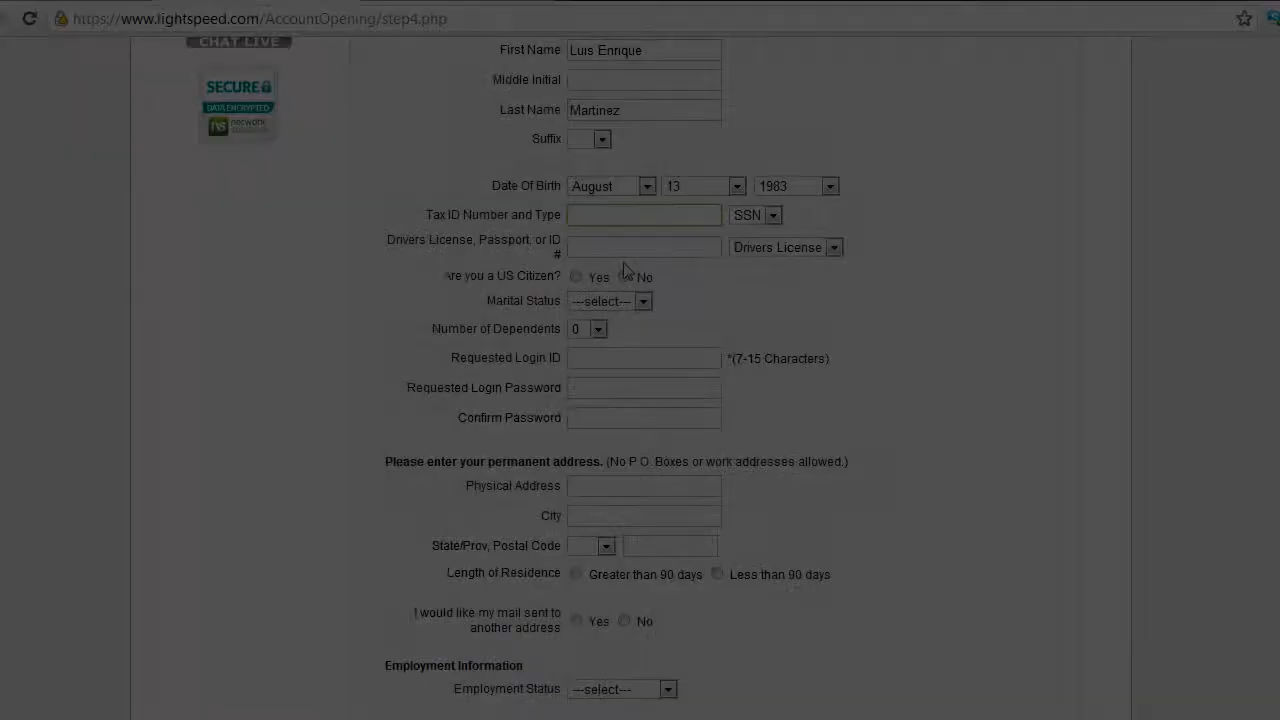 https://www.lightspeed.com/AccountOpening/step4.php
CHAT LIVE
First Name Luis Enrique
SECURE
Middle Initial
DATA ENCRYPTED
Last Name Martinez
network
Suffix
Date Of Birth August 13 1983
Tax ID Number and Type SSN
Drivers License, Passport, or ID
# Drivers License
Are you a US Citizen? Yes No
Marital Status ---select---
Number of Dependents 0
Requested Login ID *(7-15 Characters)
Requested Login Password
Confirm Password
Please enter your permanent address. (No P.O. Boxes or work addresses allowed.)
Physical Address
City
State/Prov, Postal Code
Length of Residence Greater than 90 days Less than 90 days
I would like my mail sent to
another address Yes No
Employment Information
Employment Status ---select---